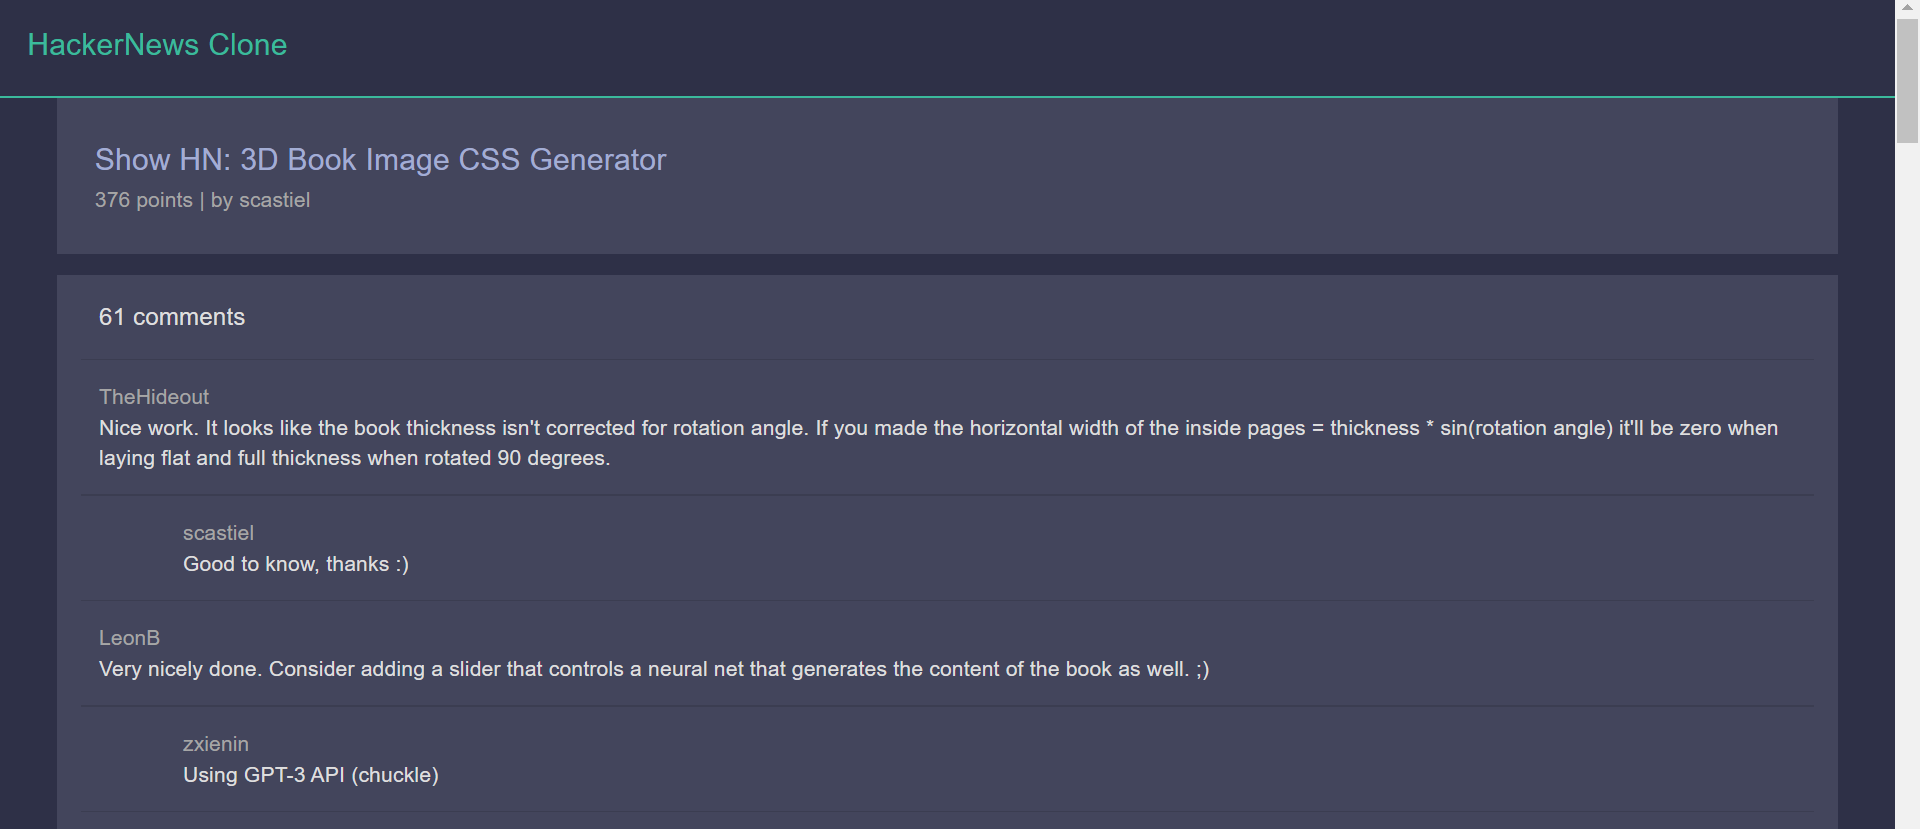 HackerNews Clone
Show HN: 3D Book Image CSS Generator
376 points | by scastiel
61 comments
TheHideout
Nice work. It looks like the book thickness isn't corrected for rotation angle. If you made the horizontal width of the inside pages = thickness * sin(rotation angle) it'll be zero when
laying flat and full thickness when rotated 90 degrees.
scastiel
Good to know, thanks :)
LeonB
Very nicely done. Consider adding a slider that controls a neural net that generates the content of the book as well. ;)
zxienin
Using GPT-3 API (chuckle)